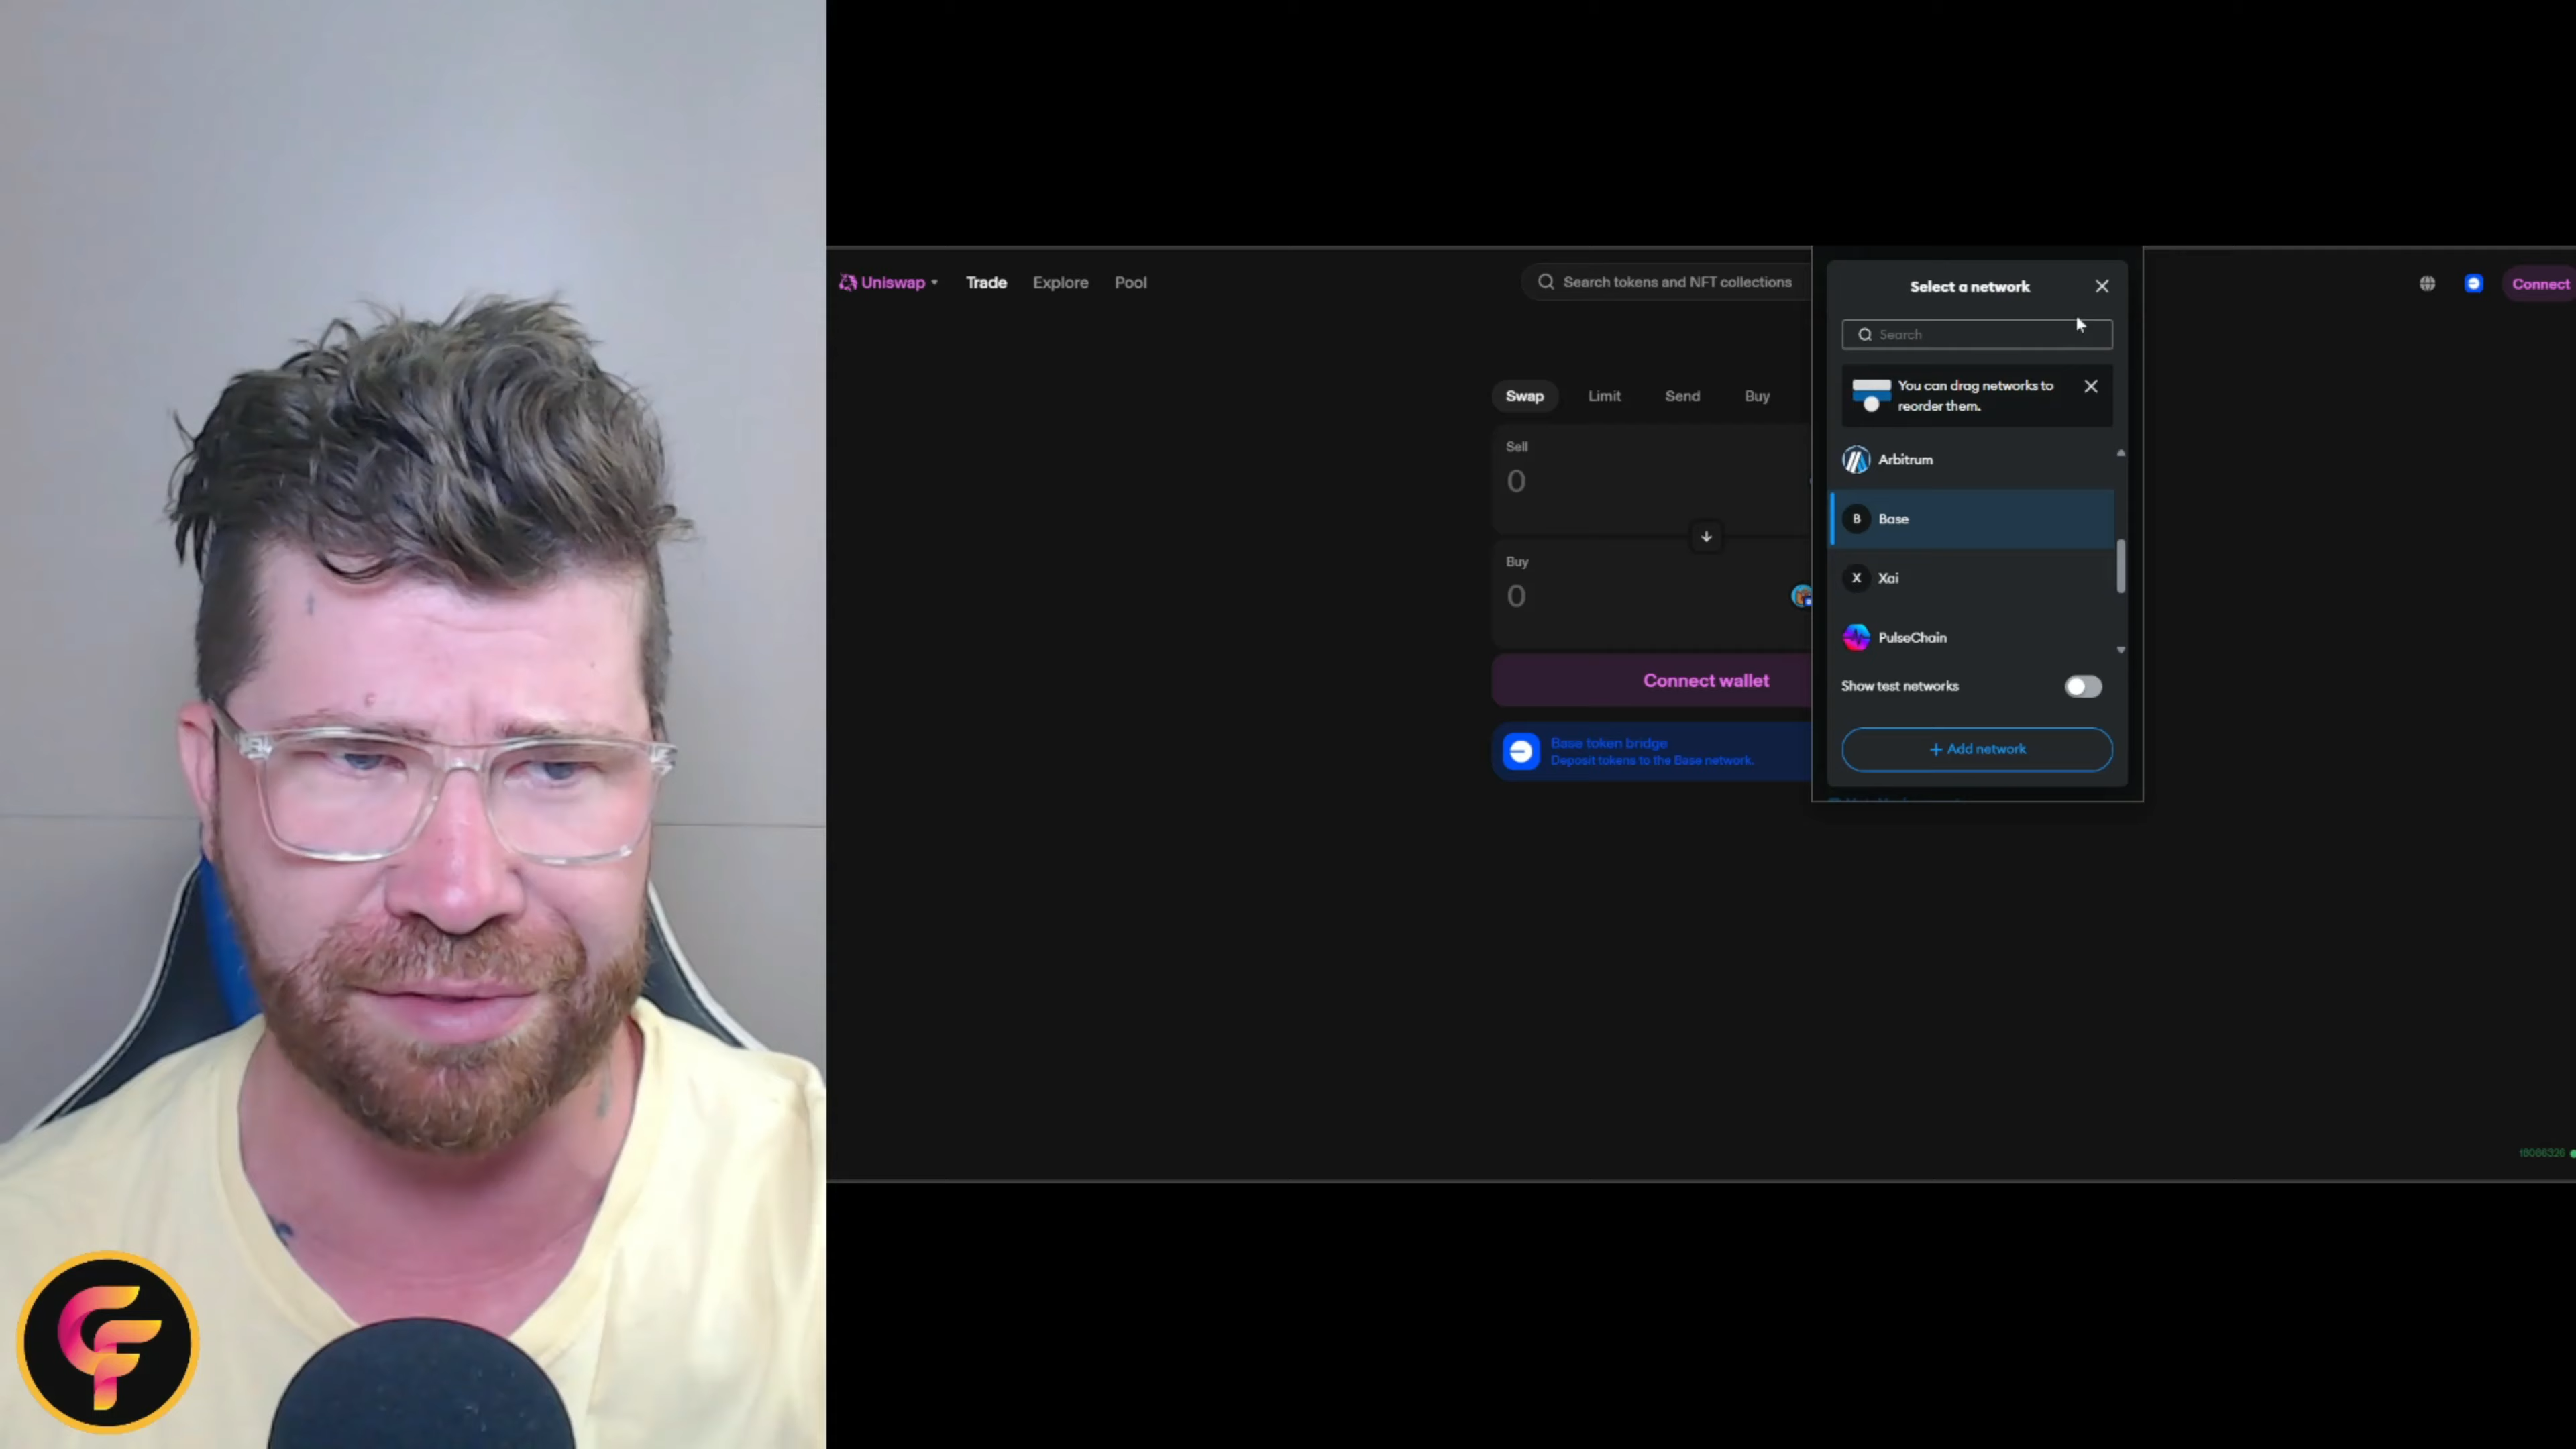 Uniswap
Trade
Explore
Pool
Search tokens and NFT collections
Connect
Swap
Limit
Send
Buy
Sell
0
Buy
0
Connect wallet
Base token bridge
Deposit tokens to the Base network.
Select a network
Search
You can drag networks to
reorder them.
Arbitrum
B
Base
X
Xai
PulseChain
Show test networks
+ Add network
18086326